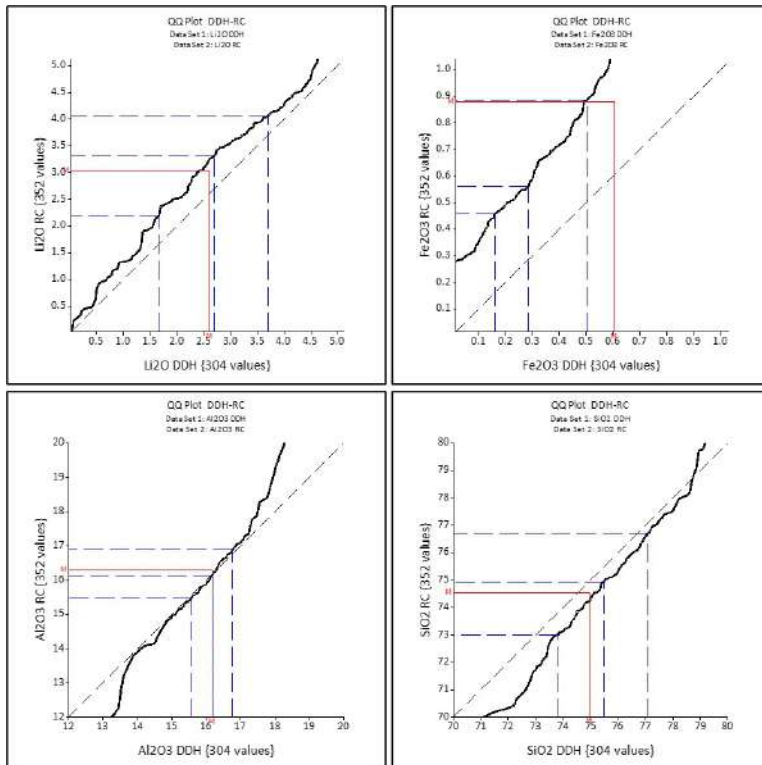 QQ Plot DDH-RC
Data Set 1: Li2O DDH
Data Set 2: Li2O RC
5.0
4.5
4.0
3.5
3.0
2.5
2.0
1.5
1.0
0.5
Li2O RC {352 values}
0.5 1.0 1.5 2.0 2.5 3.0 3.5 4.0 4.5 5.0
Li2O DDH {304 values}
QQ Plot DDH-RC
Data Set 1: Fe2O3 DDH
Data Set 2: Fe2O3 RC
1.0
0.9
0.8
0.7
0.6
0.5
0.4
0.3
0.2
0.1
Fe2O3 RC {352 values}
0.1 0.2 0.3 0.4 0.5 0.6 0.7 0.8 0.9 1.0
Fe2O3 DDH {304 values}
QQ Plot DDH-RC
Data Set 1: Al2O3 DDH
Data Set 2: Al2O3 RC
20
19
18
17
16
15
14
13
12
Al2O3 RC {352 values}
12 13 14 15 16 17 18 19 20
Al2O3 DDH {304 values}
QQ Plot DDH-RC
Data Set 1: SiO2 DDH
Data Set 2: SiO2 RC
80
79
78
77
76
75
74
73
72
71
70
SiO2 RC {352 values}
70 71 72 73 74 75 76 77 78 79 80
SiO2 DDH {304 values}